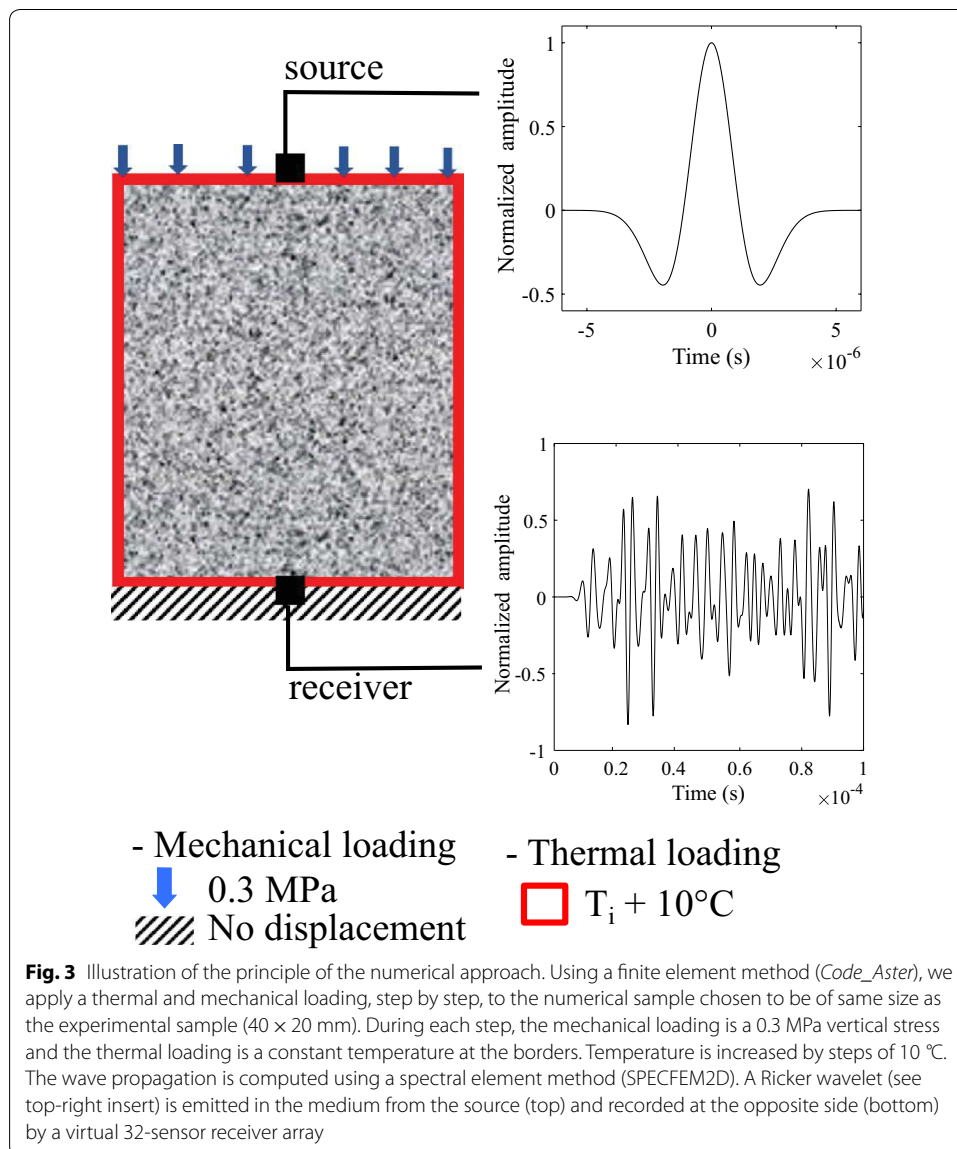 source
Normalized amplitude
1
0.5
0
-0.5
-5
0
5
Time (s)
×10-6
Normalized amplitude
1
0.5
0
-0.5
-1
0
0.2
0.4
0.6
0.8
1
Time (s)
×10-4
receiver
- Mechanical loading
0.3 MPa
No displacement
- Thermal loading
Ti + 10°C
Fig. 3 Illustration of the principle of the numerical approach. Using a finite element method (Code_Aster), we
apply a thermal and mechanical loading, step by step, to the numerical sample chosen to be of same size as
the experimental sample (40 × 20 mm). During each step, the mechanical loading is a 0.3 MPa vertical stress
and the thermal loading is a constant temperature at the borders. Temperature is increased by steps of 10 ℃.
The wave propagation is computed using a spectral element method (SPECFEM2D). A Ricker wavelet (see
top-right insert) is emitted in the medium from the source (top) and recorded at the opposite side (bottom)
by a virtual 32-sensor receiver array